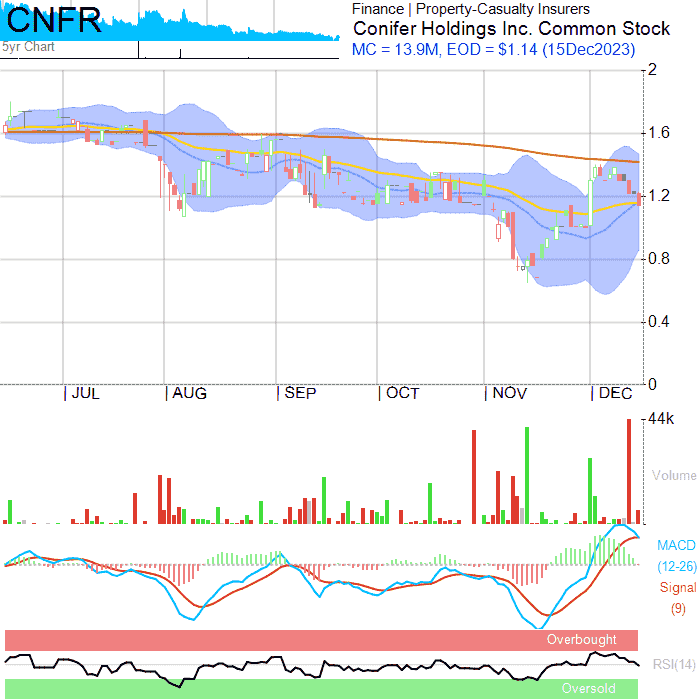 CNFR
5yr Chart
Finance | Property-Casualty Insurers
Conifer Holdings Inc. Common Stock
MC = 13.9M, EOD = $1.14 (15Dec2023)
2
1.6
1.2
0.8
0.4
0
| JUL | AUG | SEP | OCT | NOV | DEC
44k
Volume
MACD
(12-26)
Signal
(9)
Overbought
RSI(14)
Oversold